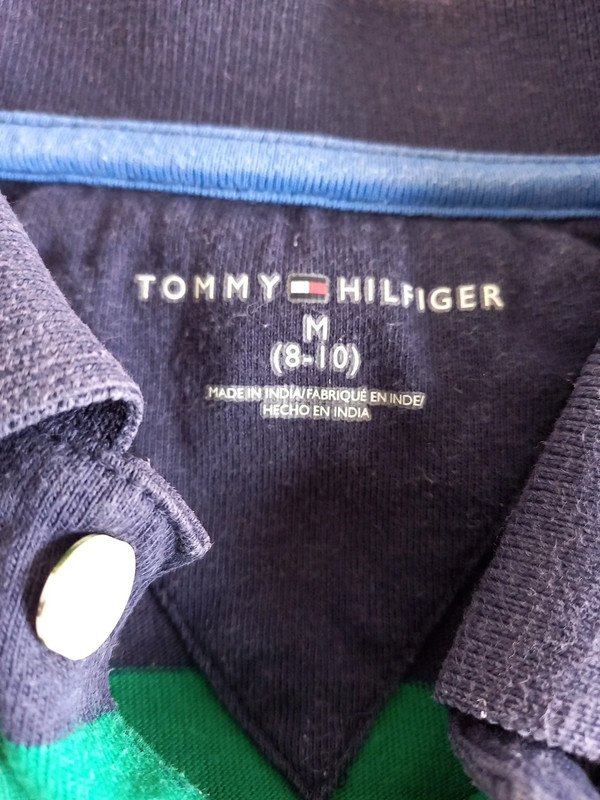 TOMMY HILFIGER
M
(8-10)
MADE IN INDIA/FABRIQUÉ EN INDE/
HECHO EN INDIA